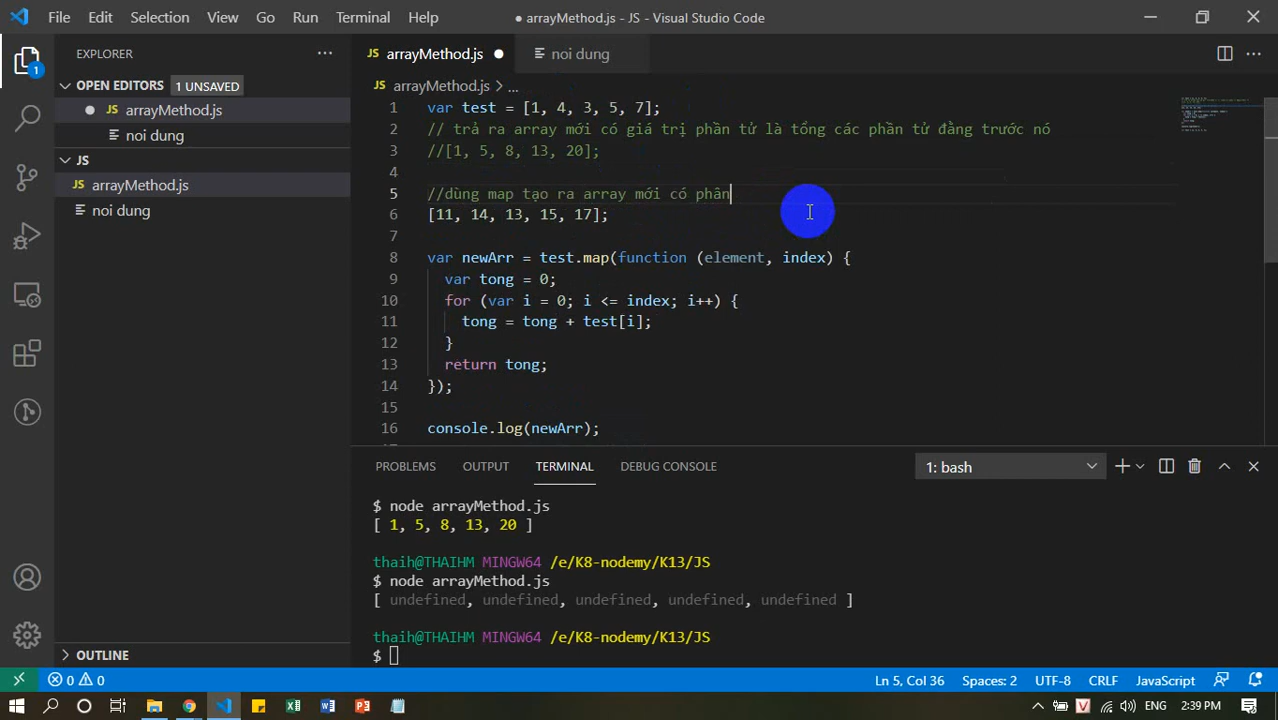 File Edit Selection View Go Run Terminal Help
● arrayMethod.js - JS - Visual Studio Code
EXPLORER
OPEN EDITORS 1 UNSAVED
JS arrayMethod.js
noi dung
JS
JS arrayMethod.js
noi dung
OUTLINE
1
JS arrayMethod.js
noi dung
JS arrayMethod.js > ...
1 var test = [1, 4, 3, 5, 7];
2 // trả ra array mới có giá trị phần tử là tổng các phần tử đằng trước nó
3 //[1, 5, 8, 13, 20];
4
5 //dùng map tạo ra array mới có phân
6 [11, 14, 13, 15, 17];
7
8 var newArr = test.map(function (element, index) {
9 var tong = 0;
10 for (var i = 0; i <= index; i++) {
11 tong = tong + test[i];
12 }
13 return tong;
14 });
15
16 console.log(newArr);
PROBLEMS OUTPUT TERMINAL DEBUG CONSOLE
1: bash
$ node arrayMethod.js
[ 1, 5, 8, 13, 20 ]
thaih@THAIHM MINGW64 /e/K8-nodemy/K13/JS
$ node arrayMethod.js
[ undefined, undefined, undefined, undefined, undefined ]
thaih@THAIHM MINGW64 /e/K8-nodemy/K13/JS
$
0 0
Ln 5, Col 36 Spaces: 2 UTF-8 CRLF JavaScript
ENG 2:39 PM